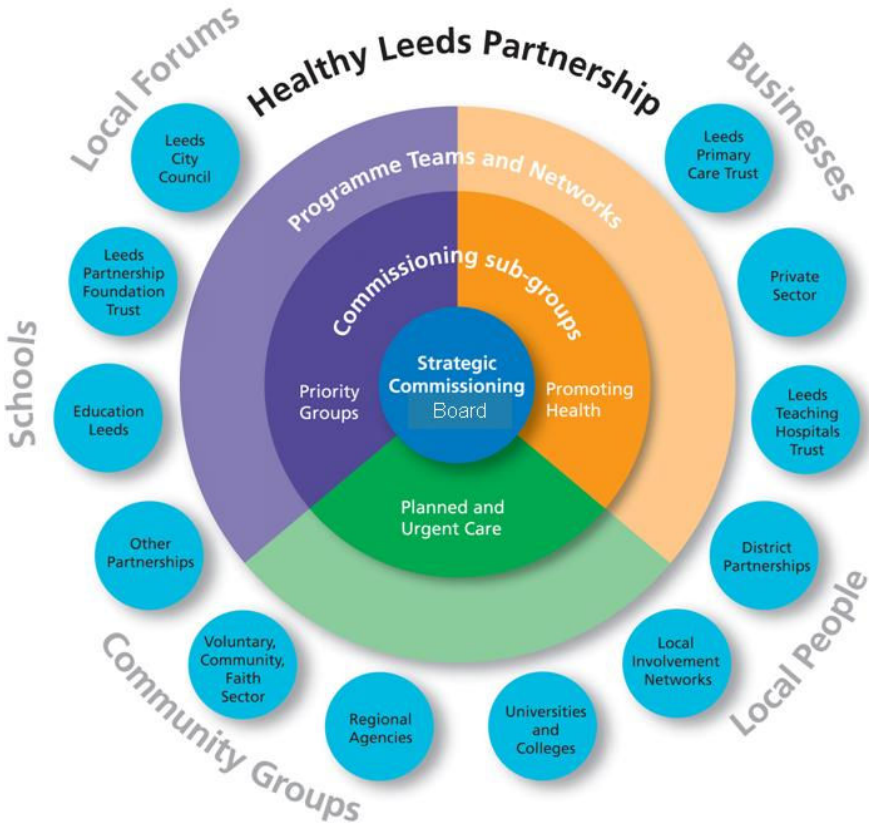 Healthy Leeds Partnership
Local Forums
Businesses
Schools
Local People
Community Groups
Programme Teams and Networks
Commissioning sub-groups
Strategic
Commissioning
Board
Priority
Groups
Promoting
Health
Planned and
Urgent Care
Leeds
City
Council
Leeds
Primary
Care Trust
Leeds
Partnership
Foundation
Trust
Private
Sector
Education
Leeds
Leeds
Teaching
Hospitals
Trust
Other
Partnerships
District
Partnerships
Voluntary,
Community,
Faith
Sector
Local
Involvement
Networks
Regional
Agencies
Universities
and
Colleges